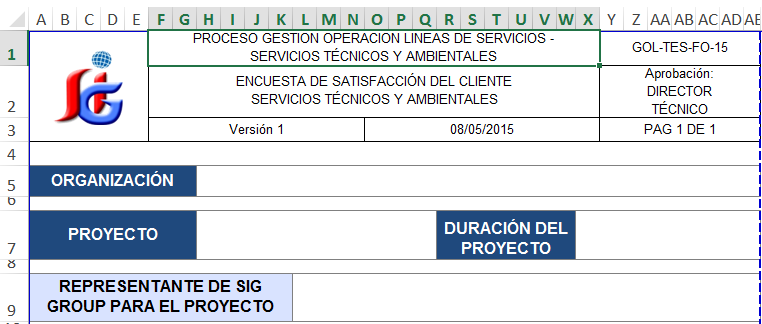 A B C D E F G H I J K L M N O P Q R S T U V W X Y Z AA AB AC AD AE
1
PROCESO GESTION OPERACION LINEAS DE SERVICIOS -
SERVICIOS TÉCNICOS Y AMBIENTALES
GOL-TES-FO-15
2
ENCUESTA DE SATISFACCIÓN DEL CLIENTE
SERVICIOS TÉCNICOS Y AMBIENTALES
Aprobación:
DIRECTOR
TÉCNICO
3
Versión 1
08/05/2015
PAG 1 DE 1
4
5
ORGANIZACIÓN
6
7
PROYECTO
DURACIÓN DEL
PROYECTO
8
9
REPRESENTANTE DE SIG
GROUP PARA EL PROYECTO